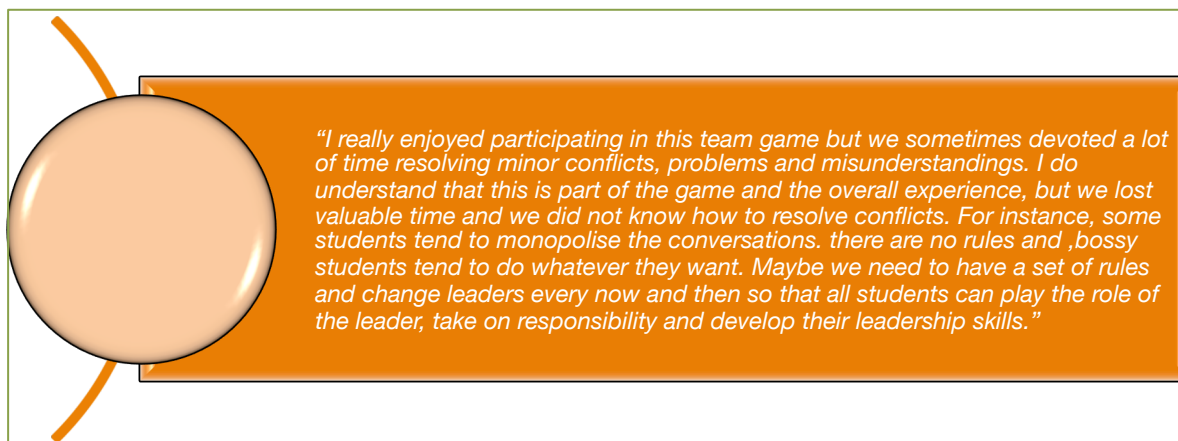 “I really enjoyed participating in this team game but we sometimes devoted a lot
of time resolving minor conflicts, problems and misunderstandings. I do
understand that this is part of the game and the overall experience, but we lost
valuable time and we did not know how to resolve conflicts. For instance, some
students tend to monopolise the conversations. there are no rules and ,bossy
students tend to do whatever they want. Maybe we need to have a set of rules
and change leaders every now and then so that all students can play the role of
the leader, take on responsibility and develop their leadership skills.”